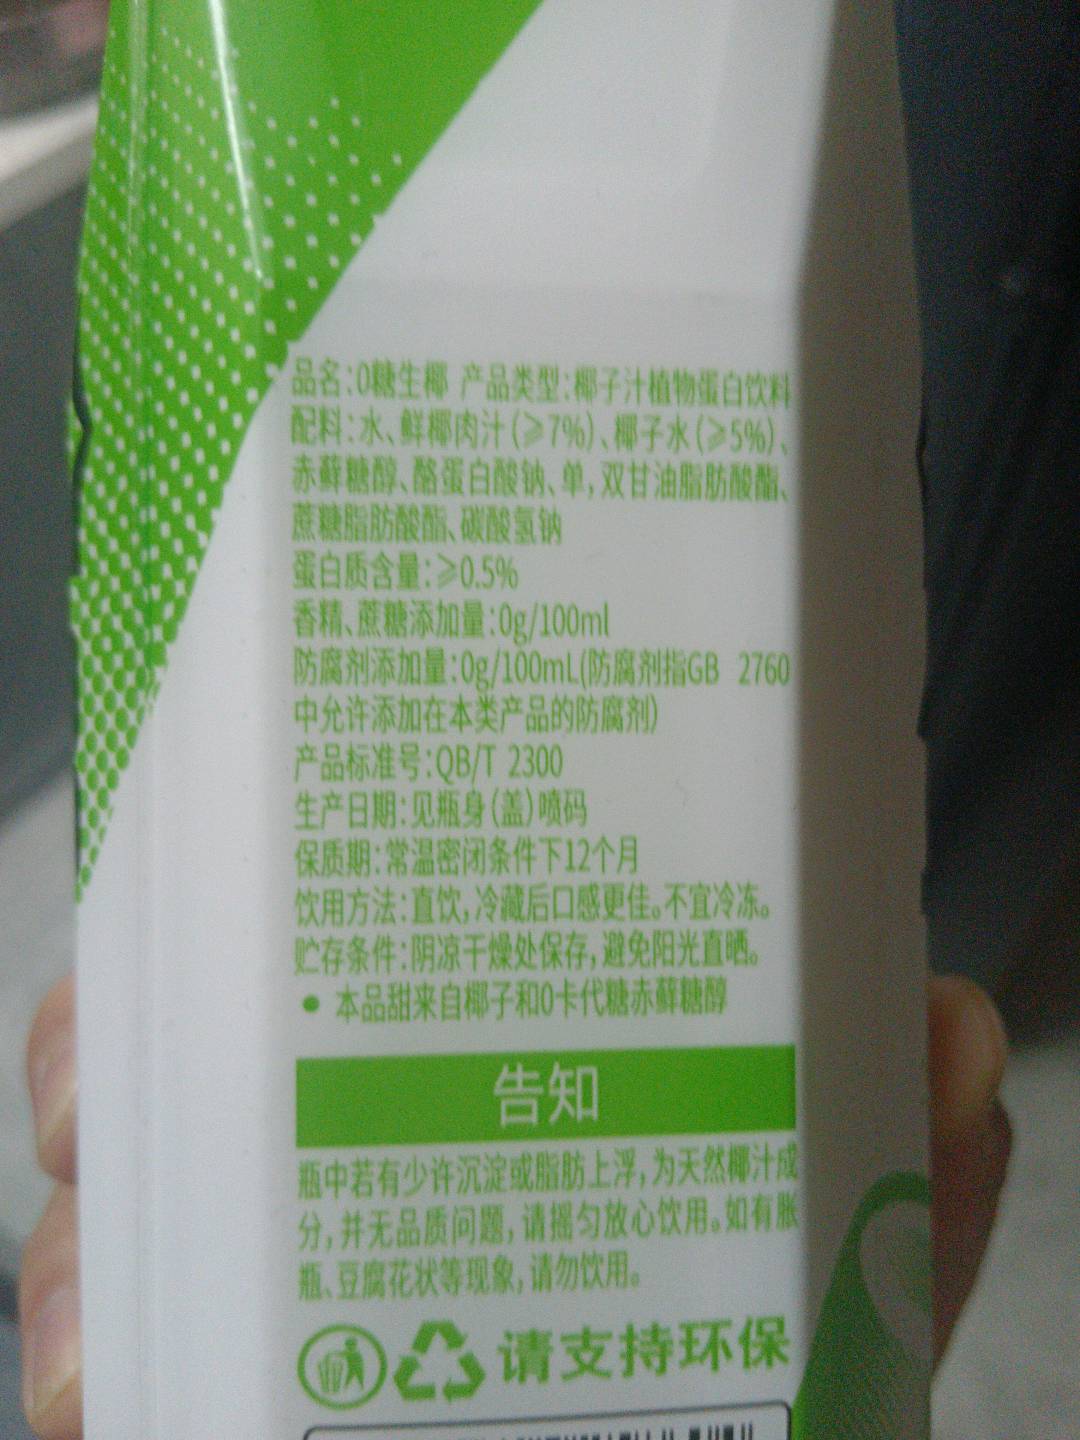 品名:0糖生椰 产品类型:椰子汁植物蛋白饮料
配料:水、鲜椰肉汁(≥7%)、椰子水(≥5%)、
赤藓糖醇、酪蛋白酸钠、单,双甘油脂肪酸酯、
蔗糖脂肪酸酯、碳酸氢钠
蛋白质含量:≥0.5%
香精、蔗糖添加量:0g/100ml
防腐剂添加量:0g/100mL(防腐剂指GB 2760
中允许添加在本类产品的防腐剂)
产品标准号:QB/T 2300
生产日期:见瓶身(盖)喷码
保质期:常温密闭条件下12个月
饮用方法:直饮,冷藏后口感更佳。不宜冷冻。
贮存条件:阴凉干燥处保存,避免阳光直晒。
● 本品甜来自椰子和0卡代糖赤藓糖醇
告知
瓶中若有少许沉淀或脂肪上浮,为天然椰汁成
分,并无品质问题,请摇匀放心饮用。如有胀
瓶、豆腐花状等现象,请勿饮用。
请支持环保